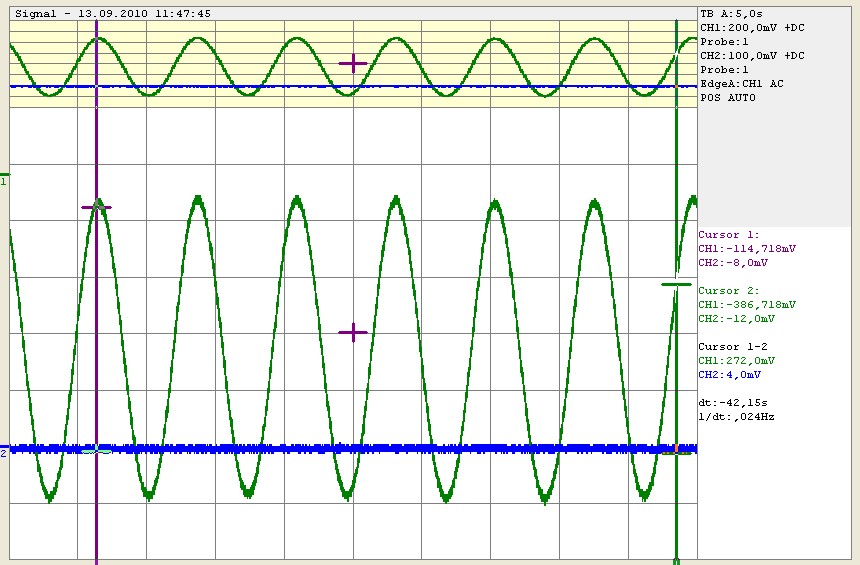 Signal - 13.09.2010 11:47:45
TB A:5,0s
CH1:200,0mV +DC
Probe:1
CH2:100,0mV +DC
Probe:1
EdgeA:CH1 AC
POS AUTO
1
2
Cursor 1:
CH1:-114,718mV
CH2:-8,0mV
Cursor 2:
CH1:-386,718mV
CH2:-12,0mV
Cursor 1-2
CH1:272,0mV
CH2:4,0mV
dt:-42,15s
1/dt:,024Hz